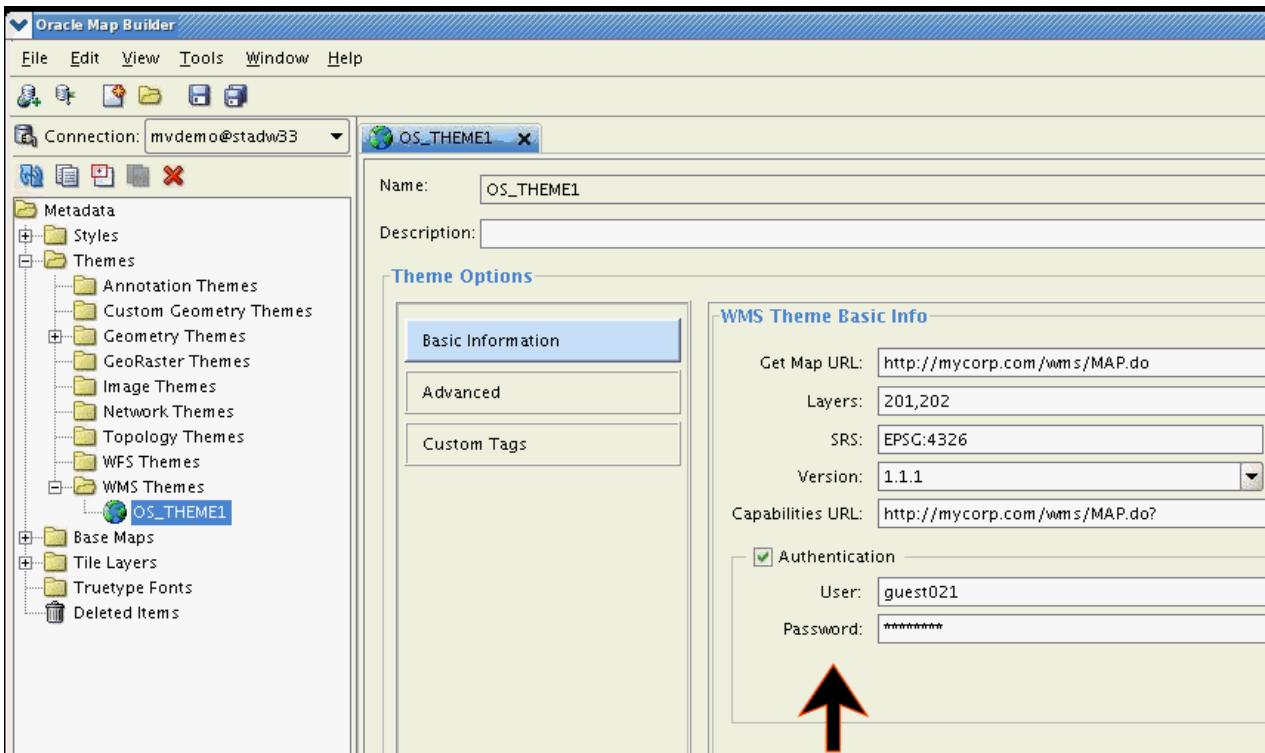 Oracle Map Builder
File Edit View Tools Window Help
Connection: mvdemo@stadw33
OS_THEME1
Metadata
Styles
Themes
Annotation Themes
Custom Geometry Themes
Geometry Themes
GeoRaster Themes
Image Themes
Network Themes
Topology Themes
WFS Themes
WMS Themes
OS_THEME1
Base Maps
Tile Layers
Truetype Fonts
Deleted Items
Name: OS_THEME1
Description:
Theme Options
Basic Information
Advanced
Custom Tags
WMS Theme Basic Info
Get Map URL: http://mycorp.com/wms/MAP.do
Layers: 201,202
SRS: EPSG:4326
Version: 1.1.1
Capabilities URL: http://mycorp.com/wms/MAP.do?
Authentication
User: guest021
Password: ********